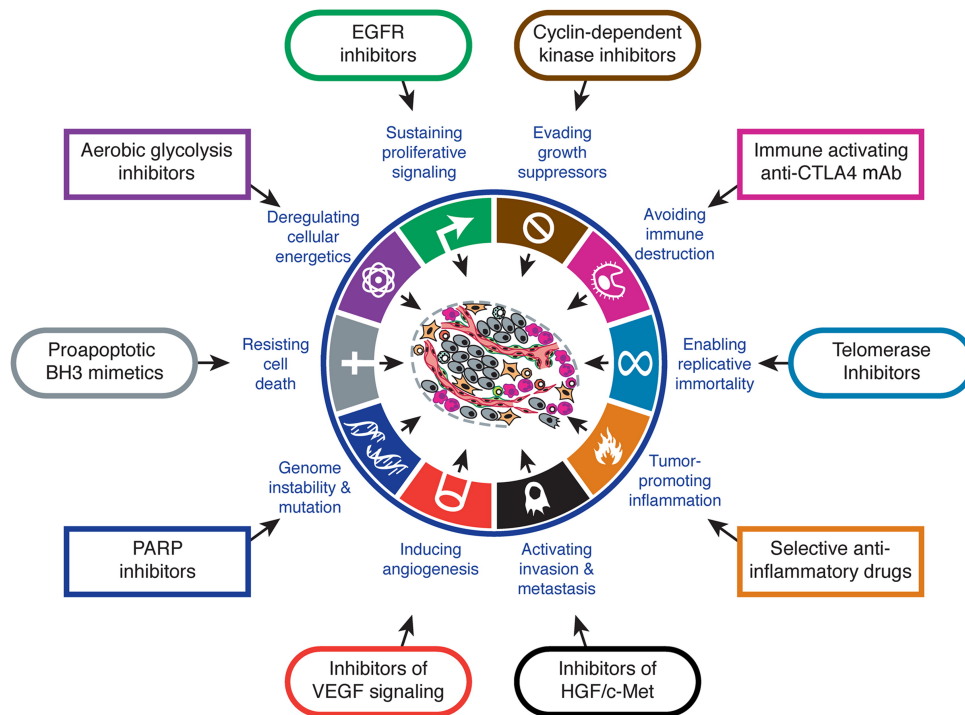 EGFR
inhibitors
Cyclin-dependent
kinase inhibitors
Aerobic glycolysis
inhibitors
Sustaining
proliferative
signaling
Evading
growth
suppressors
Immune activating
anti-CTLA4 mAb
Deregulating
cellular
energetics
Avoiding
immune
destruction
Proapoptotic
BH3 mimetics
Resisting
cell
death
Enabling
replicative
immortality
Telomerase
Inhibitors
Genome
instability &
mutation
Tumor-
promoting
inflammation
PARP
inhibitors
Inducing
angiogenesis
Activating
invasion &
metastasis
Selective anti-
inflammatory drugs
Inhibitors of
VEGF signaling
Inhibitors of
HGF/c-Met